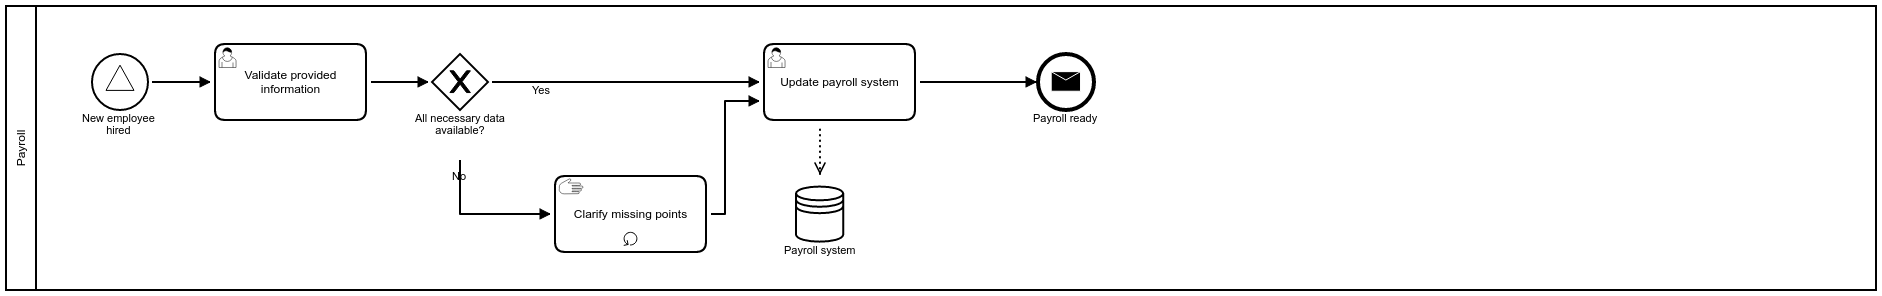 Payroll
New employee
hired
Validate provided
information
All necessary data
available?
Yes
No
Clarify missing points
Update payroll system
Payroll system
Payroll ready